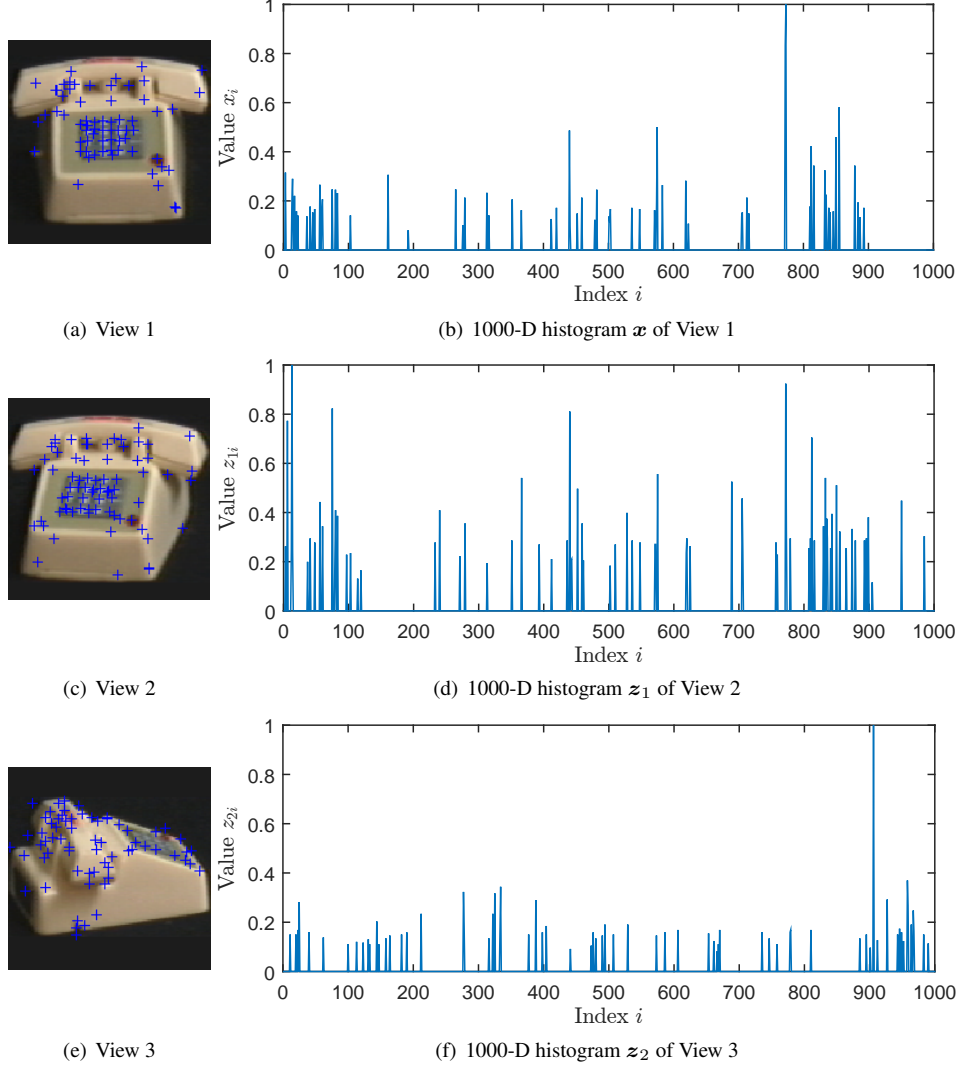 1
0.8
0.6
0.4
0.2
0
Value x_i
0 100 200 300 400 500 600 700 800 900 1000
Index i
(a) View 1
(b) 1000-D histogram x of View 1
1
0.8
0.6
0.4
0.2
0
Value z_{1i}
0 100 200 300 400 500 600 700 800 900 1000
Index i
(c) View 2
(d) 1000-D histogram z_1 of View 2
1
0.8
0.6
0.4
0.2
0
Value z_{2i}
0 100 200 300 400 500 600 700 800 900 1000
Index i
(e) View 3
(f) 1000-D histogram z_2 of View 3